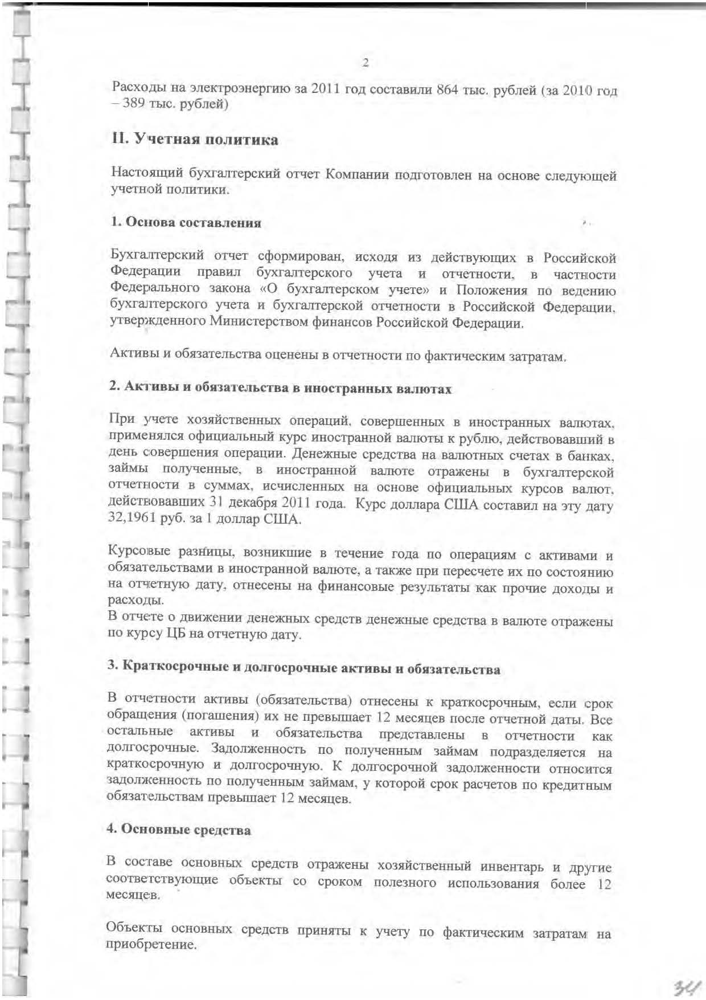 2
Расходы на электроэнергию за 2011 год составили 864 тыс. рублей (за 2010 год
– 389 тыс. рублей)
II. Учетная политика
Настоящий бухгалтерский отчет Компании подготовлен на основе следующей
учетной политики.
1. Основа составления
Бухгалтерский отчет сформирован, исходя из действующих в Российской
Федерации правил бухгалтерского учета и отчетности, в частности
Федерального закона «О бухгалтерском учете» и Положения по ведению
бухгалтерского учета и бухгалтерской отчетности в Российской Федерации,
утвержденного Министерством финансов Российской Федерации.
Активы и обязательства оценены в отчетности по фактическим затратам.
2. Активы и обязательства в иностранных валютах
При учете хозяйственных операций, совершенных в иностранных валютах,
применялся официальный курс иностранной валюты к рублю, действовавший в
день совершения операции. Денежные средства на валютных счетах в банках,
займы полученные, в иностранной валюте отражены в бухгалтерской
отчетности в суммах, исчисленных на основе официальных курсов валют,
действовавших 31 декабря 2011 года. Курс доллара США составил на эту дату
32,1961 руб. за 1 доллар США.
Курсовые разницы, возникшие в течение года по операциям с активами и
обязательствами в иностранной валюте, а также при пересчете их по состоянию
на отчетную дату, отнесены на финансовые результаты как прочие доходы и
расходы.
В отчете о движении денежных средств денежные средства в валюте отражены
по курсу ЦБ на отчетную дату.
3. Краткосрочные и долгосрочные активы и обязательства
В отчетности активы (обязательства) отнесены к краткосрочным, если срок
обращения (погашения) их не превышает 12 месяцев после отчетной даты. Все
остальные активы и обязательства представлены в отчетности как
долгосрочные. Задолженность по полученным займам подразделяется на
краткосрочную и долгосрочную. К долгосрочной задолженности относится
задолженность по полученным займам, у которой срок расчетов по кредитным
обязательствам превышает 12 месяцев.
4. Основные средства
В составе основных средств отражены хозяйственный инвентарь и другие
соответствующие объекты со сроком полезного использования более 12
месяцев.
Объекты основных средств приняты к учету по фактическим затратам на
приобретение.
34